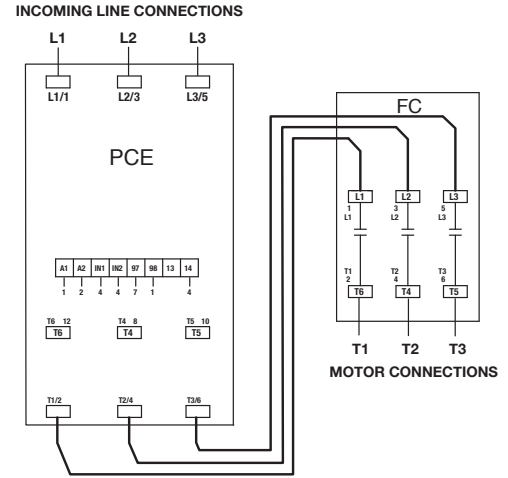 INCOMING LINE CONNECTIONS
L1 L2 L3
L1/1 L2/3 L3/5
PCE
A1 A2 IN1 IN2 97 98 13 14
1 2 4 4 7 1 4
T6 12 T4 8 T5 10
T6 T4 T5
T1/2 T2/4 T3/6
FC
L1 L2 L3
1 3 5
L1 L2 L3
T1 T2 T3
2 4 6
T6 T4 T5
T1 T2 T3
MOTOR CONNECTIONS